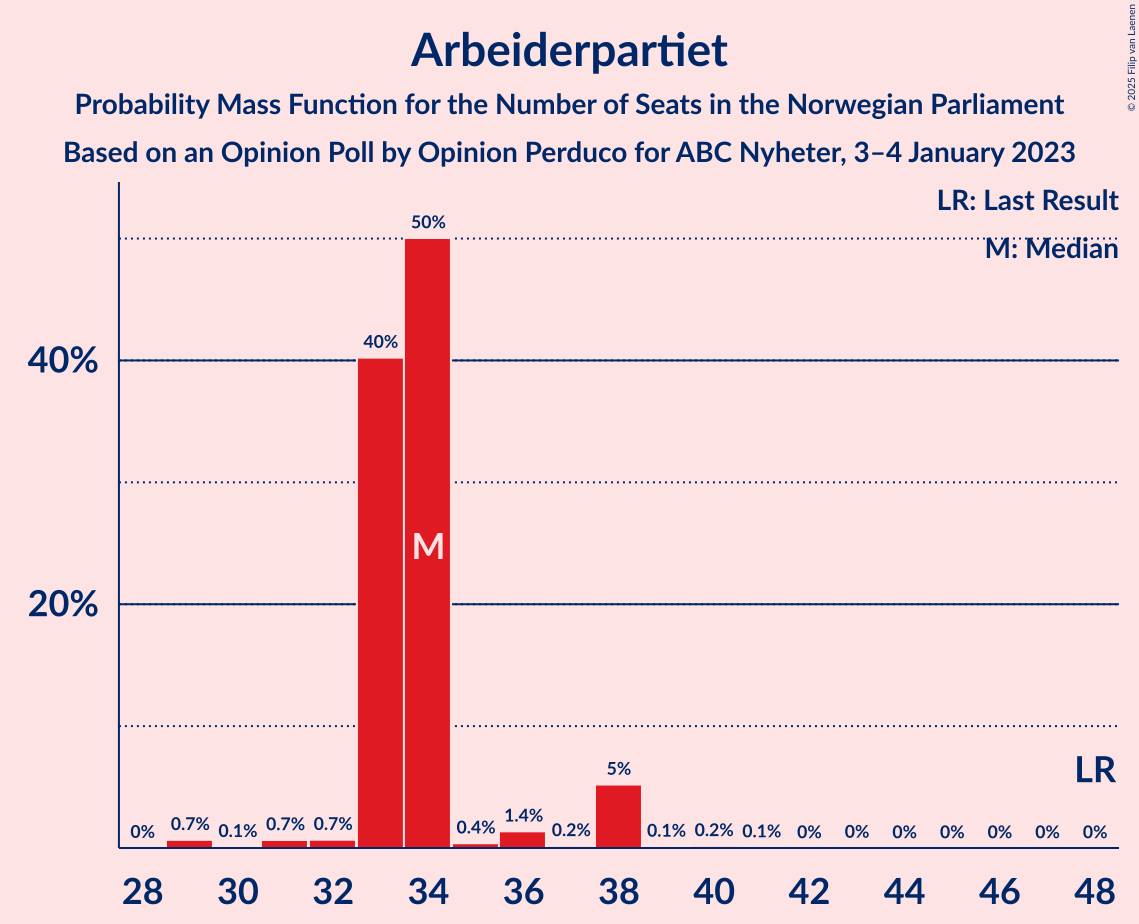 Arbeiderpartiet
Probability Mass Function for the Number of Seats in the Norwegian Parliament
Based on an Opinion Poll by Opinion Perduco for ABC Nyheter, 3–4 January 2023
© 2025 Filip van Laenen
LR: Last Result
M: Median
50%
40%
40%
M
20%
LR
5%
0% 0.7% 0.1% 0.7% 0.7% 0.4% 1.4% 0.2% 0.1% 0.2% 0.1% 0% 0% 0% 0% 0% 0% 0%
28 30 32 34 36 38 40 42 44 46 48